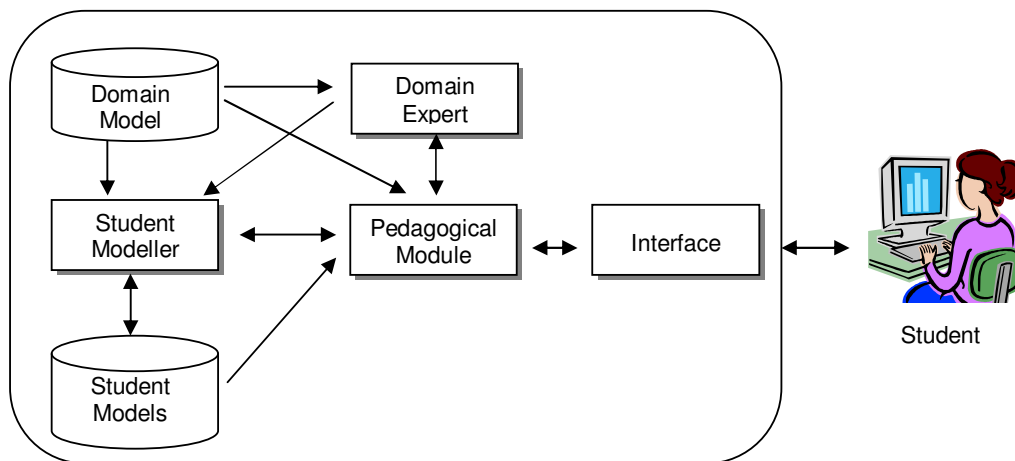 Domain
Model
Domain
Expert
Student
Modeller
Pedagogical
Module
Interface
Student
Models
Student